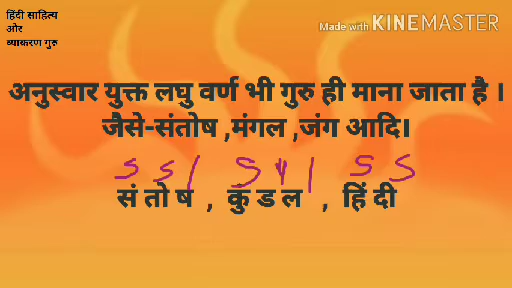 हिंदी साहित्य
और
व्याकरण गुरु
Made with KINEMASTER
अनुस्वार युक्त लघु वर्ण भी गुरु ही माना जाता है ।
जैसे-संतोष ,मंगल ,जंग आदि।
S S | S | | S S
सं तो ष , कुं ड ल , हिं दी